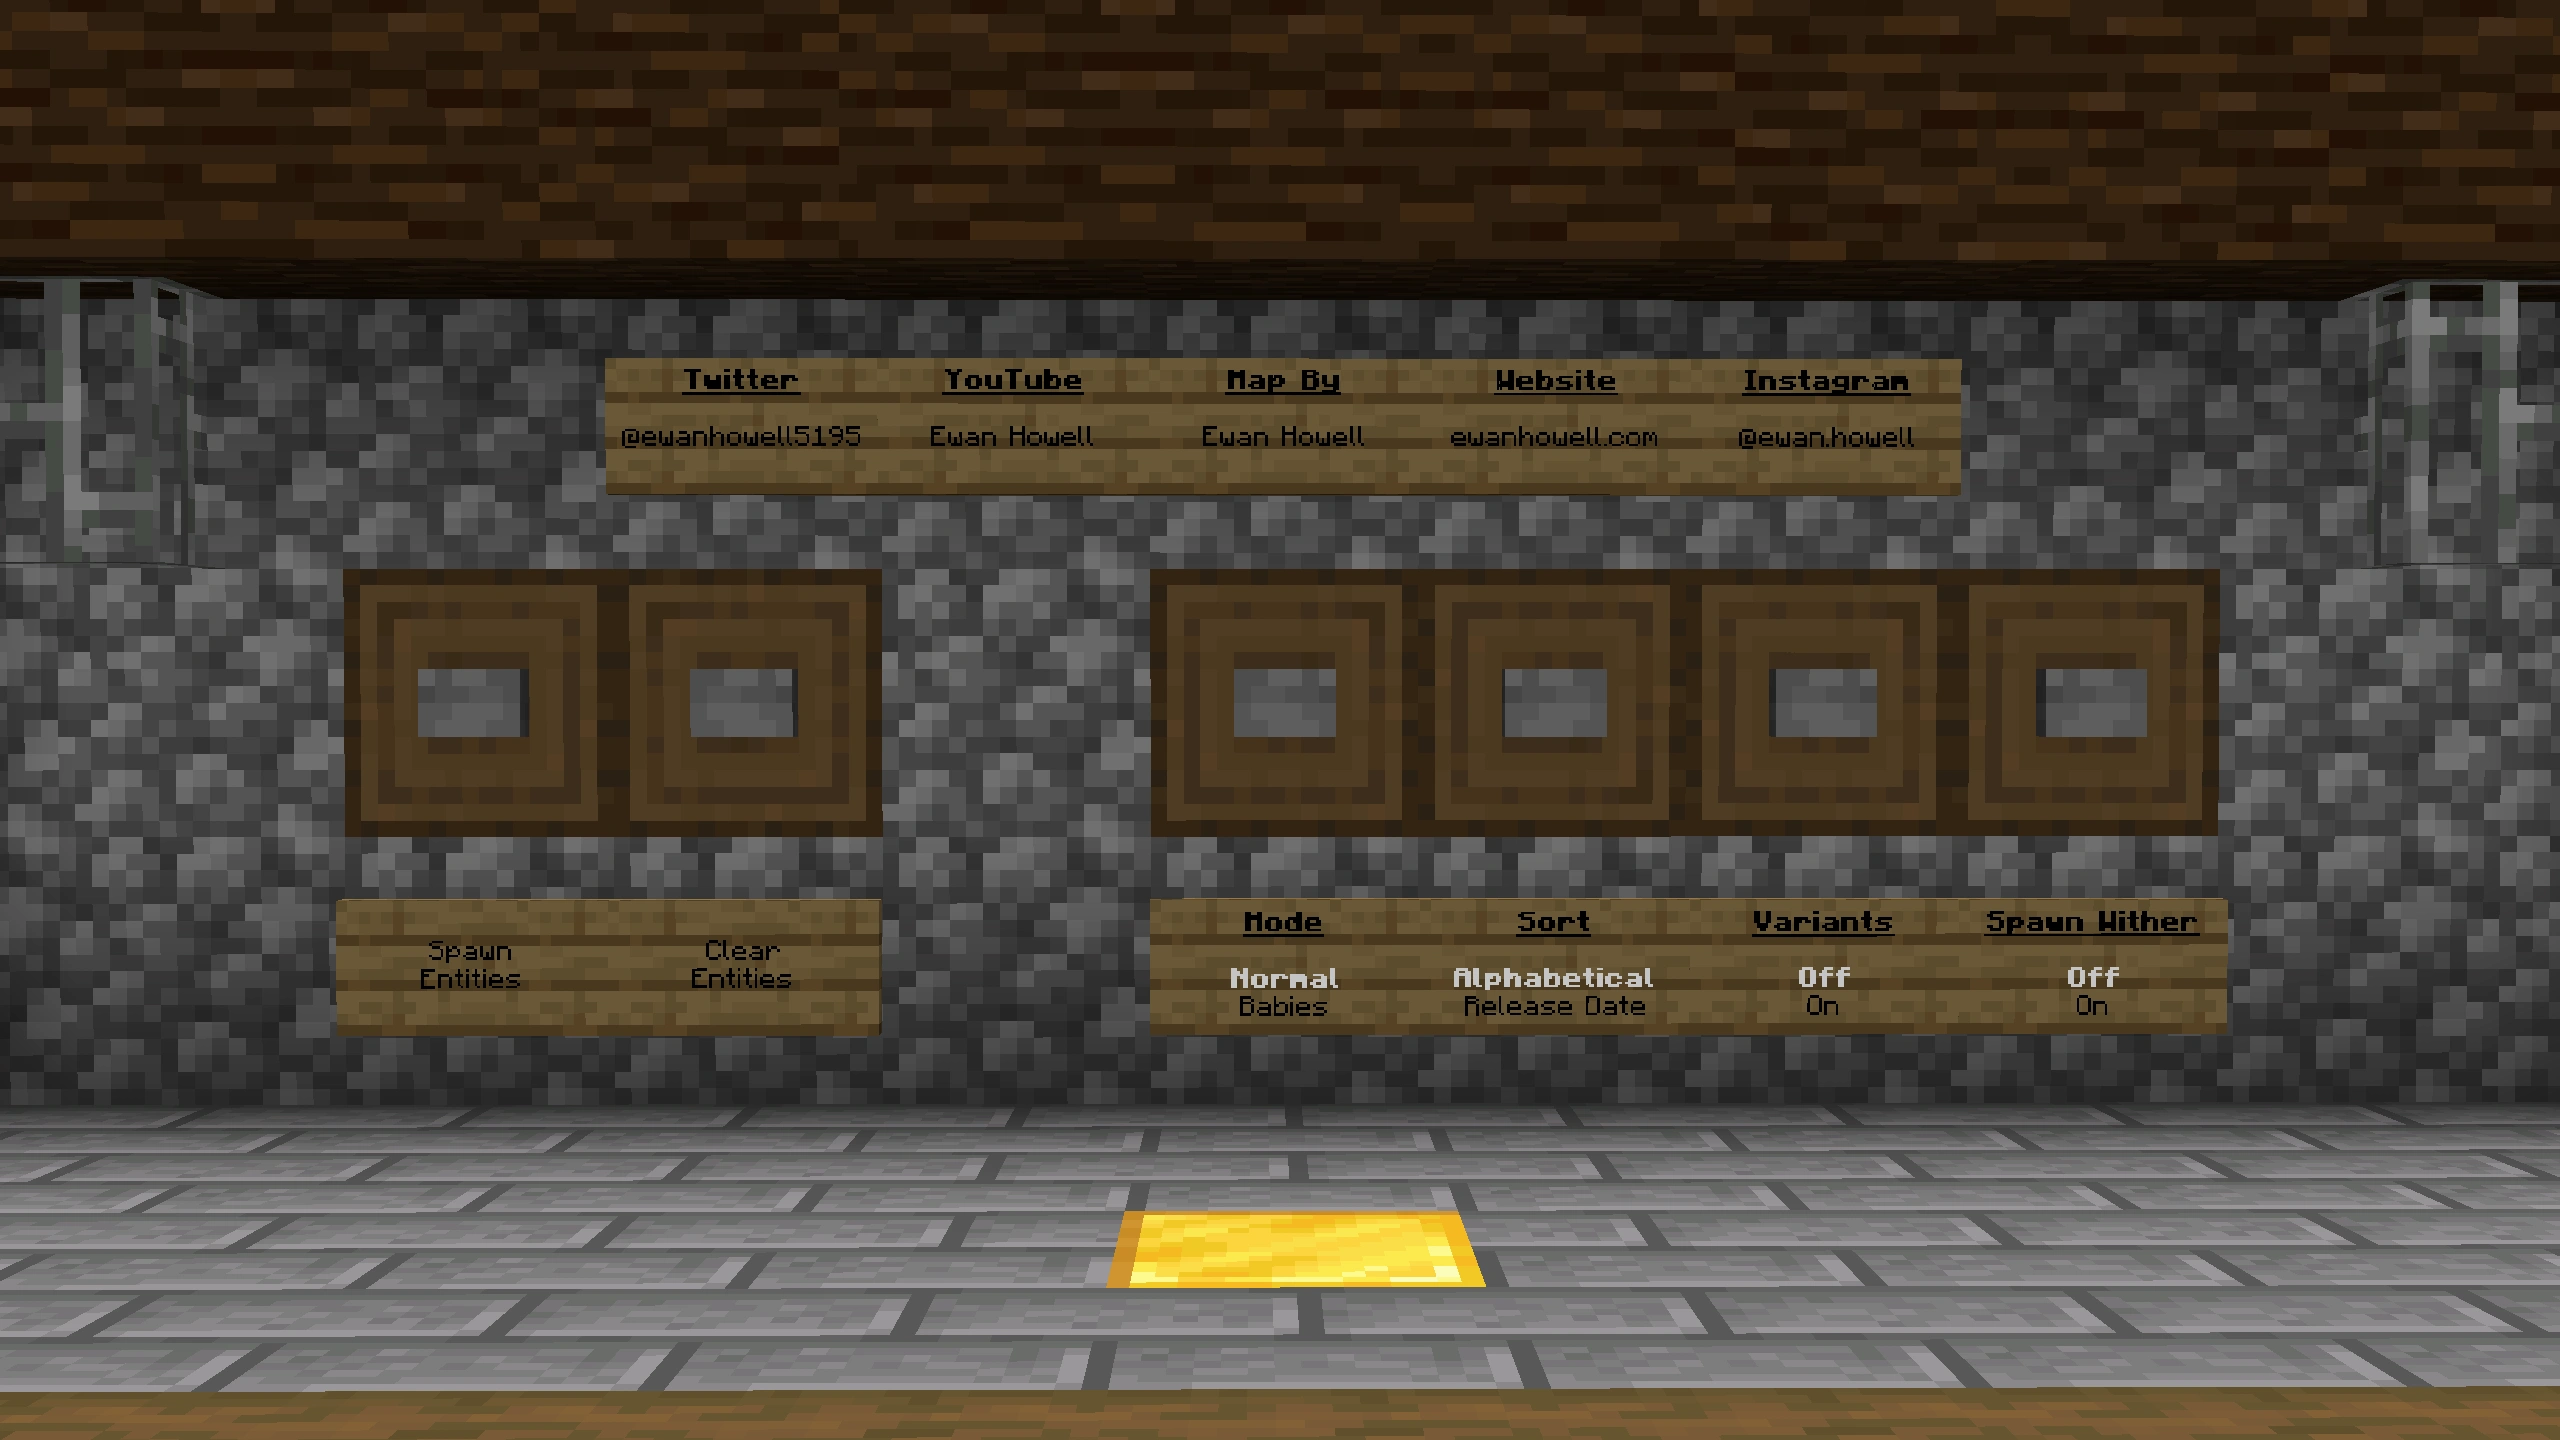 Twitter
@ewanhowell5195
YouTube
Ewan Howell
Map By
Ewan Howell
Website
ewanhowell.com
Instagram
@ewan.howell
Spawn
Entities
Clear
Entities
Mode
Normal
Babies
Sort
Alphabetical
Release Date
Variants
Off
On
Spawn Wither
Off
On